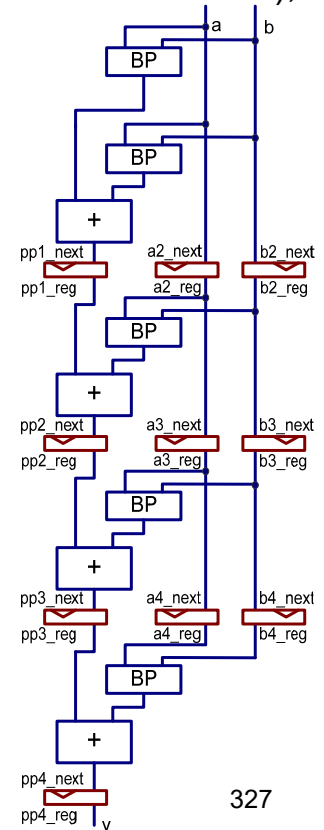 ),
a b
BP
BP
+
pp1_next a2_next b2_next
pp1_reg a2_reg b2_reg
BP
+
pp2_next a3_next b3_next
pp2_reg a3_reg b3_reg
BP
+
pp3_next a4_next b4_next
pp3_reg a4_reg b4_reg
BP
+
pp4_next 327
pp4_reg y